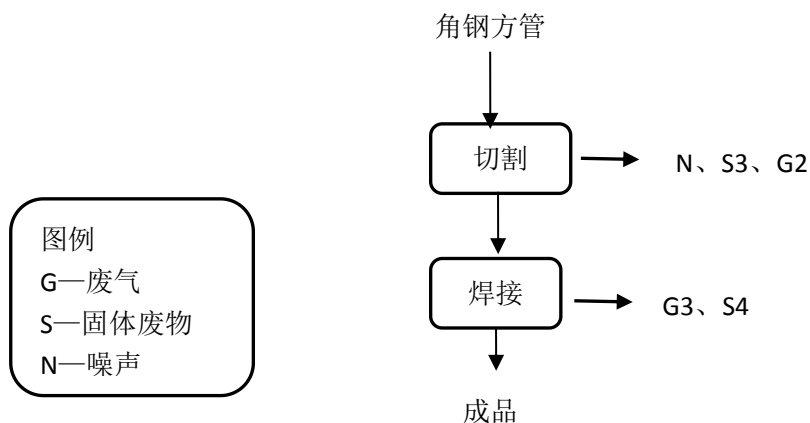 角钢方管
切割
N、S3、G2
图例
G—废气
S—固体废物
N—噪声
焊接
G3、S4
成品